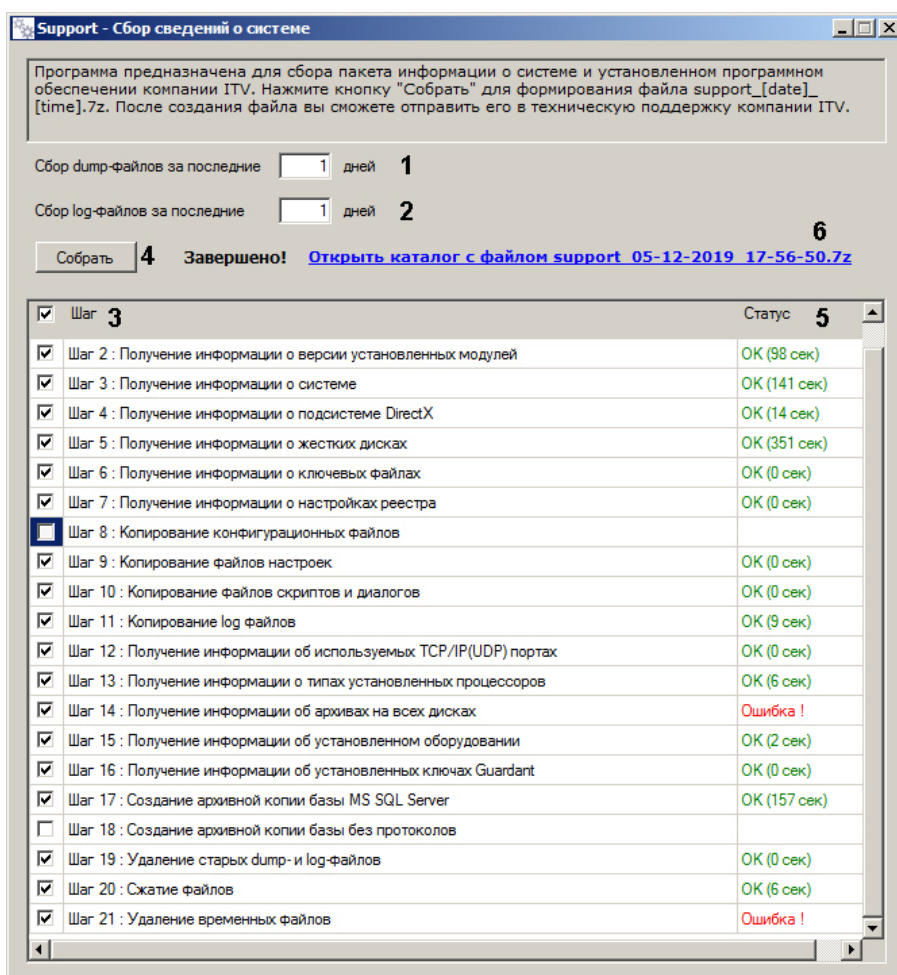 Support - Сбор сведений о системе
Программа предназначена для сбора пакета информации о системе и установленном программном
обеспечении компании ITV. Нажмите кнопку "Собрать" для формирования файла support_[date]_
[time].7z. После создания файла вы сможете отправить его в техническую поддержку компании ITV.
Сбор dump-файлов за последние 1 дней 1
Сбор log-файлов за последние 1 дней 2
6
Собрать 4 Завершено! Открыть каталог с файлом support_05-12-2019_17-56-50.7z
Шаг 3 Статус 5
Шаг 2 : Получение информации о версии установленных модулей OK (98 сек)
Шаг 3 : Получение информации о системе OK (141 сек)
Шаг 4 : Получение информации о подсистеме DirectX OK (14 сек)
Шаг 5 : Получение информации о жестких дисках OK (351 сек)
Шаг 6 : Получение информации о ключевых файлах OK (0 сек)
Шаг 7 : Получение информации о настройках реестра OK (0 сек)
Шаг 8 : Копирование конфигурационных файлов
Шаг 9 : Копирование файлов настроек OK (0 сек)
Шаг 10 : Копирование файлов скриптов и диалогов OK (0 сек)
Шаг 11 : Копирование log файлов OK (9 сек)
Шаг 12 : Получение информации об используемых TCP/IP(UDP) портах OK (0 сек)
Шаг 13 : Получение информации о типах установленных процессоров OK (6 сек)
Шаг 14 : Получение информации об архивах на всех дисках Ошибка !
Шаг 15 : Получение информации об установленном оборудовании OK (2 сек)
Шаг 16 : Получение информации об установленных ключах Guardant OK (0 сек)
Шаг 17 : Создание архивной копии базы MS SQL Server OK (157 сек)
Шаг 18 : Создание архивной копии базы без протоколов
Шаг 19 : Удаление старых dump- и log-файлов OK (0 сек)
Шаг 20 : Сжатие файлов OK (6 сек)
Шаг 21 : Удаление временных файлов Ошибка !